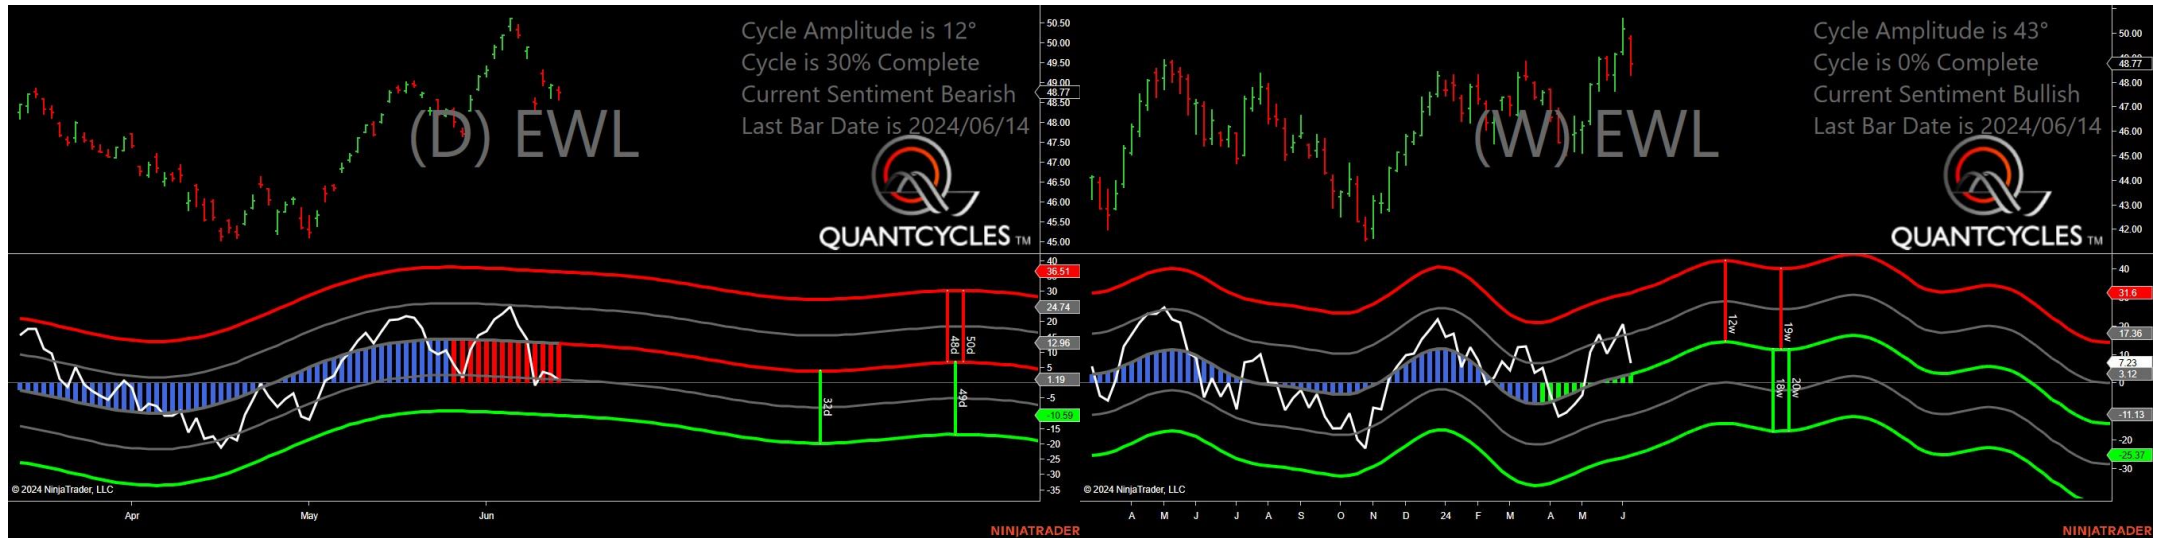 Cycle Amplitude is 12°
Cycle is 30% Complete
Current Sentiment Bearish
Last Bar Date is 2024/06/14
(D) EWL
QUANTCYCLES TM
50.50
50.00
49.50
49.00
48.77
48.50
48.00
47.50
47.00
46.50
46.00
45.50
45.00
40
36.51
30
24.74
20
15
12.96
10
5
1.19
-5
-10.59
-15
-20
-25
-30
-35
48d
50d
32d
49d
© 2024 NinjaTrader, LLC
Apr
May
Jun
NINJATRADER
Cycle Amplitude is 43°
Cycle is 0% Complete
Current Sentiment Bullish
Last Bar Date is 2024/06/14
(W) EWL
QUANTCYCLES TM
50.00
48.77
48.00
47.00
46.00
45.00
44.00
43.00
42.00
40
31.6
17.36
10
7.23
3.12
0
-11.13
-20
-25.37
-30
12w
19w
18w
20w
© 2024 NinjaTrader, LLC
A
M
J
J
A
S
O
N
D
24
F
M
A
M
J
NINJATRADER